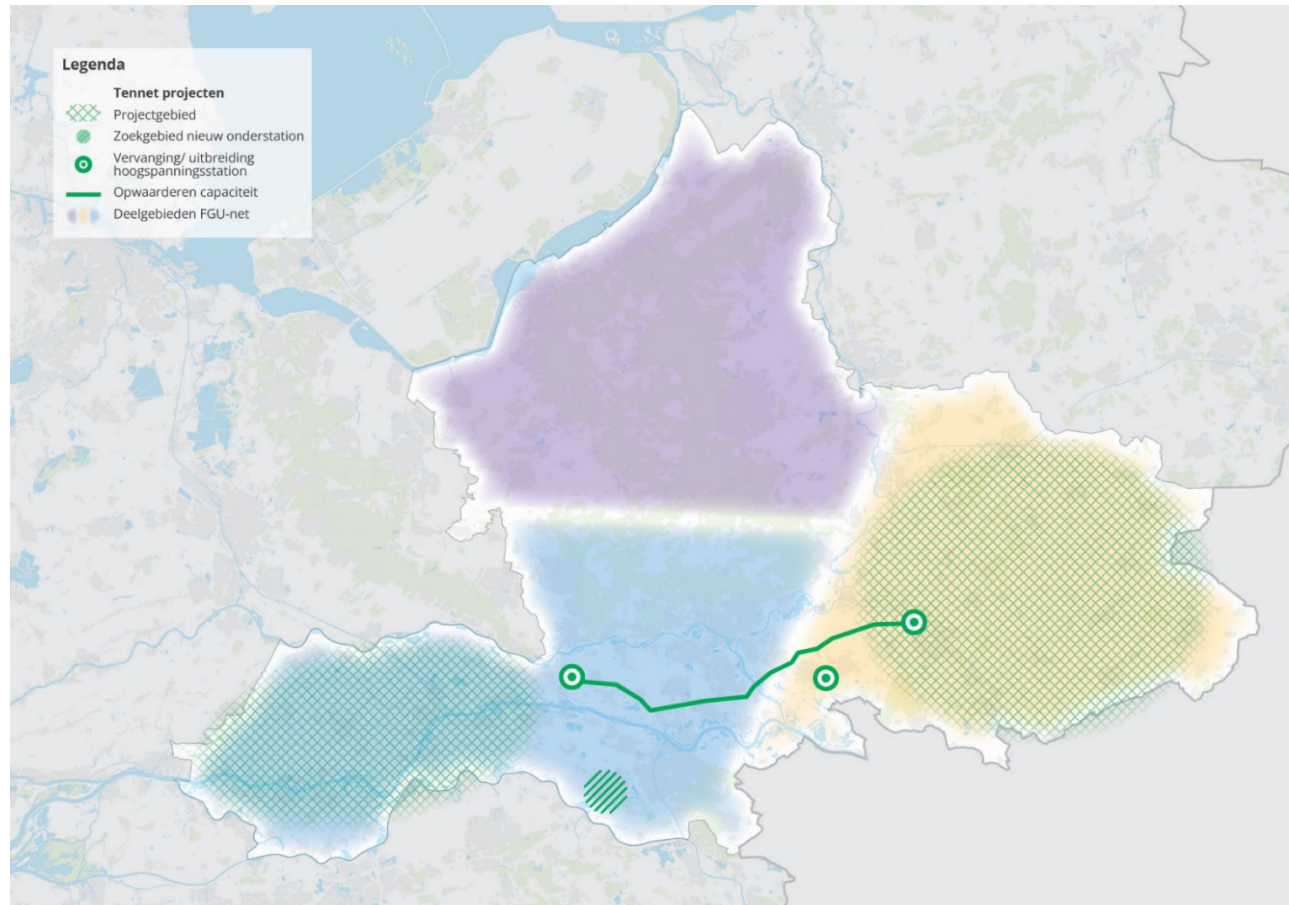 Legenda
Tennet projecten
Projectgebied
Zoekgebied nieuw onderstation
Vervanging/ uitbreiding
hoogspanningsstation
Opwaarderen capaciteit
Deelgebieden FGU-net